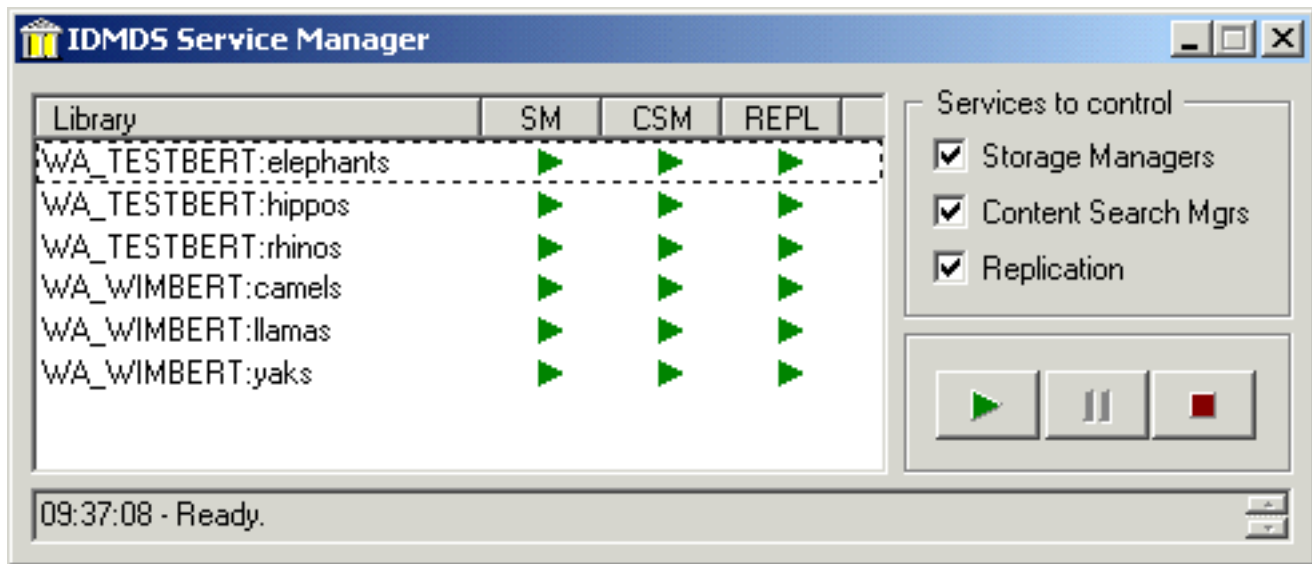 IDMDS Service Manager
Library SM CSM REPL
WA_TESTBERT:elephants
WA_TESTBERT:hippos
WA_TESTBERT:rhinos
WA_WIMBERT:camels
WA_WIMBERT:llamas
WA_WIMBERT:yaks
Services to control
Storage Managers
Content Search Mgrs
Replication
09:37:08 - Ready.